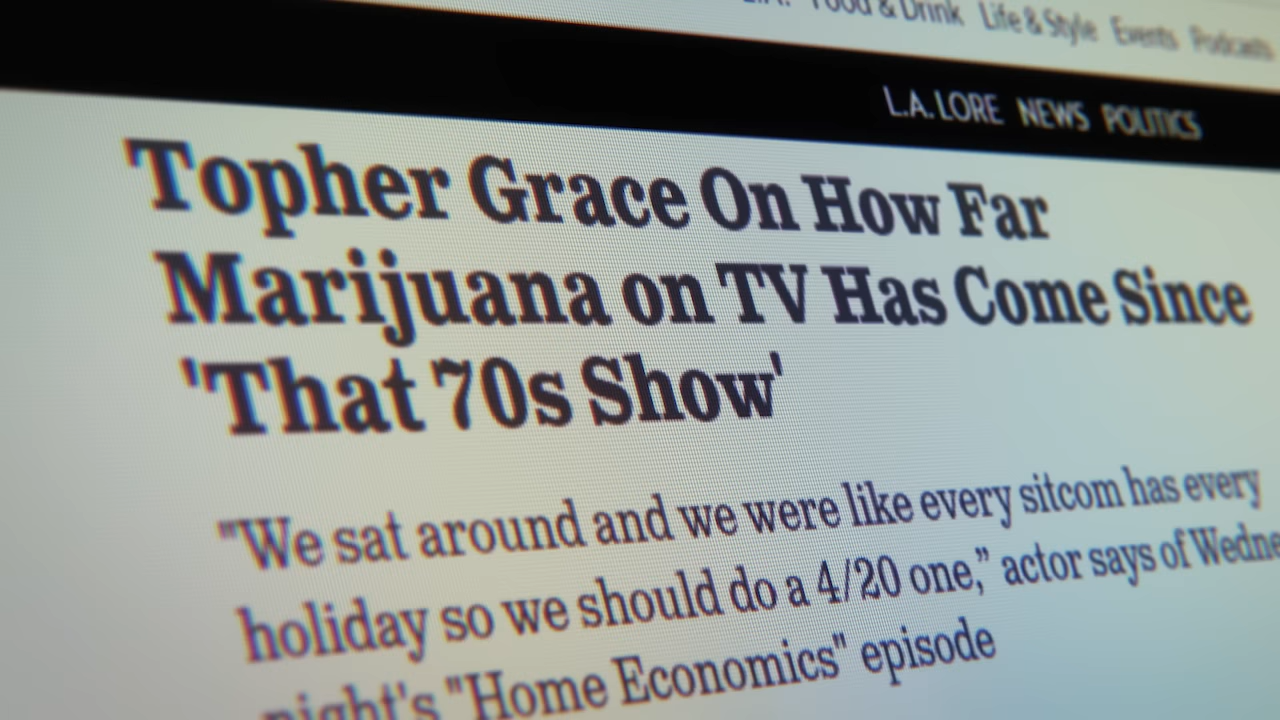 Food & Drink Life & Style Events Podcasts
L.A. LORE NEWS POLITICS
Topher Grace On How Far
Marijuana on TV Has Come Since
'That 70s Show'
"We sat around and we were like every sitcom has every
holiday so we should do a 4/20 one,” actor says of Wedne
night's "Home Economics" episode